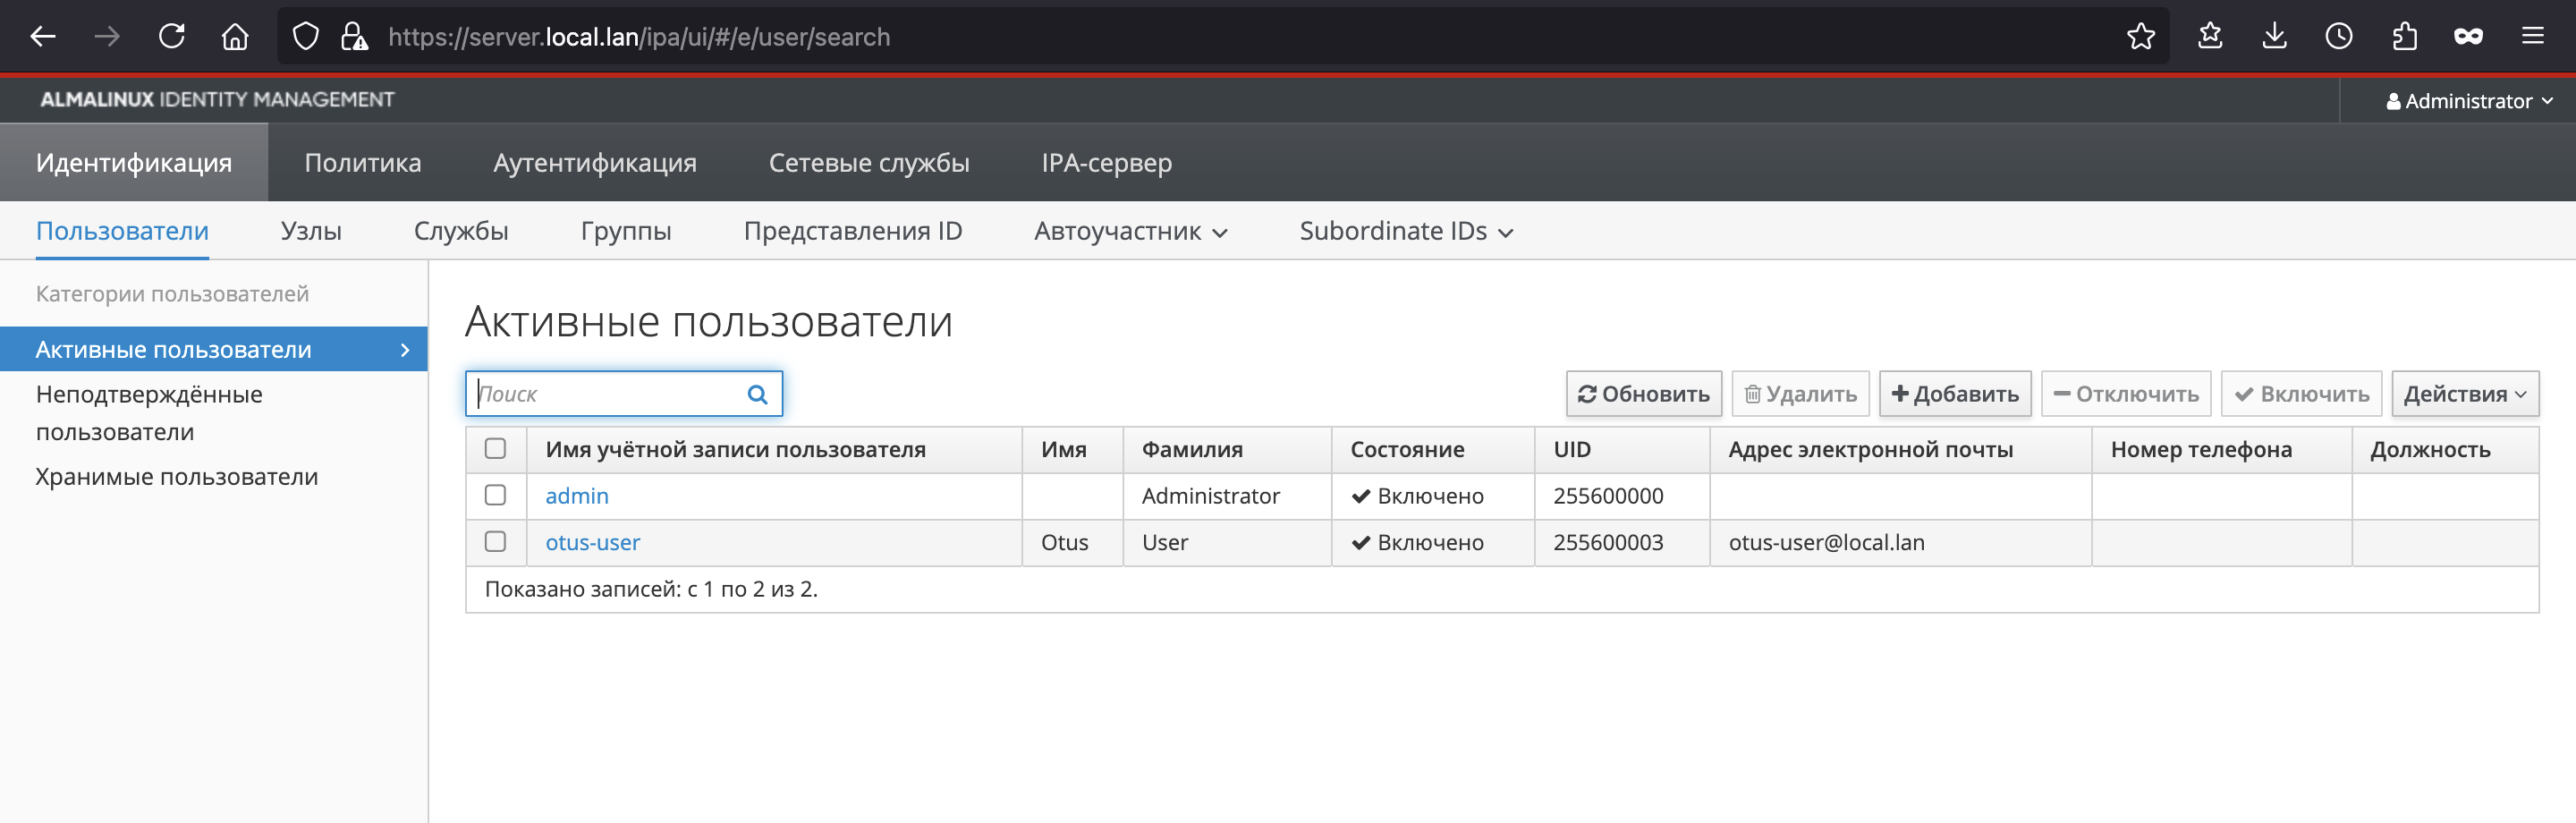 https://server.local.lan/ipa/ui/#/e/user/search
ALMALINUX IDENTITY MANAGEMENT
Administrator
Идентификация Политика Аутентификация Сетевые службы IPA-сервер
Пользователи Узлы Службы Группы Представления ID Автоучастник Subordinate IDs
Категории пользователей
Активные пользователи
Неподтверждённые
пользователи
Хранимые пользователи
Активные пользователи
Поиск
Обновить Удалить Добавить Отключить Включить Действия
Имя учётной записи пользователя Имя Фамилия Состояние UID Адрес электронной почты Номер телефона Должность
admin Administrator Включено 255600000
otus-user Otus User Включено 255600003 otus-user@local.lan
Показано записей: с 1 по 2 из 2.